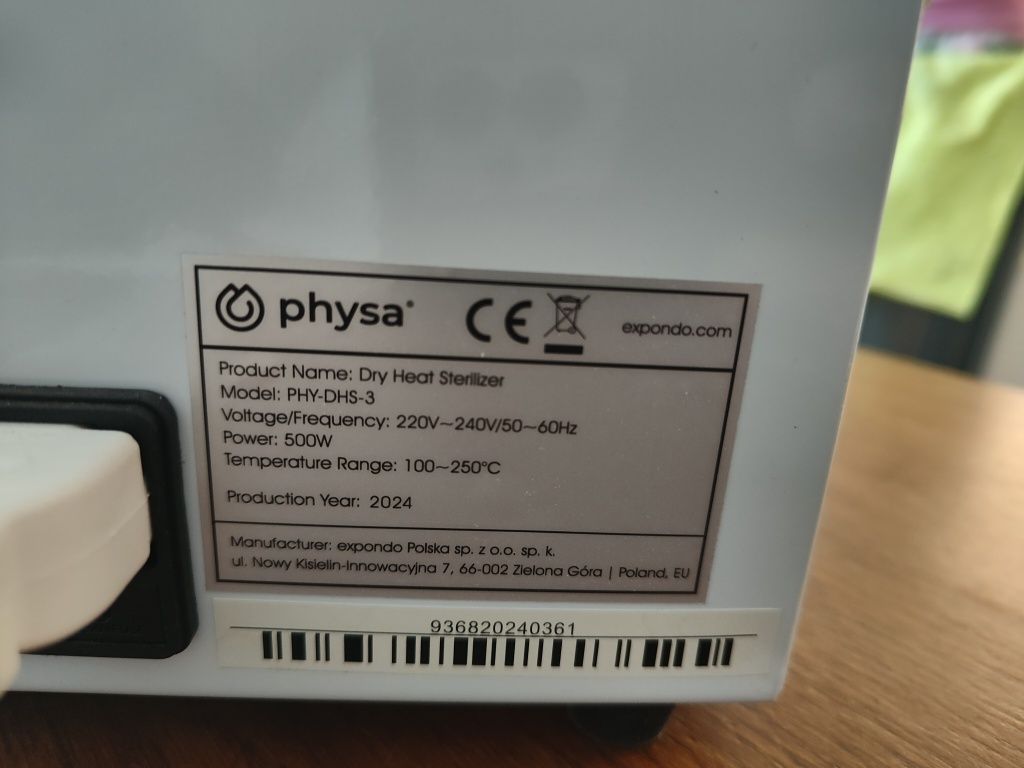 physa®
CE
expondo.com
Product Name: Dry Heat Sterilizer
Model: PHY-DHS-3
Voltage/Frequency: 220V~240V/50~60Hz
Power: 500W
Temperature Range: 100~250°C
Production Year: 2024
Manufacturer: expondo Polska sp. z o.o. sp. k.
ul. Nowy Kisielin-Innowacyjna 7, 66-002 Zielona Góra | Poland, EU
936820240361